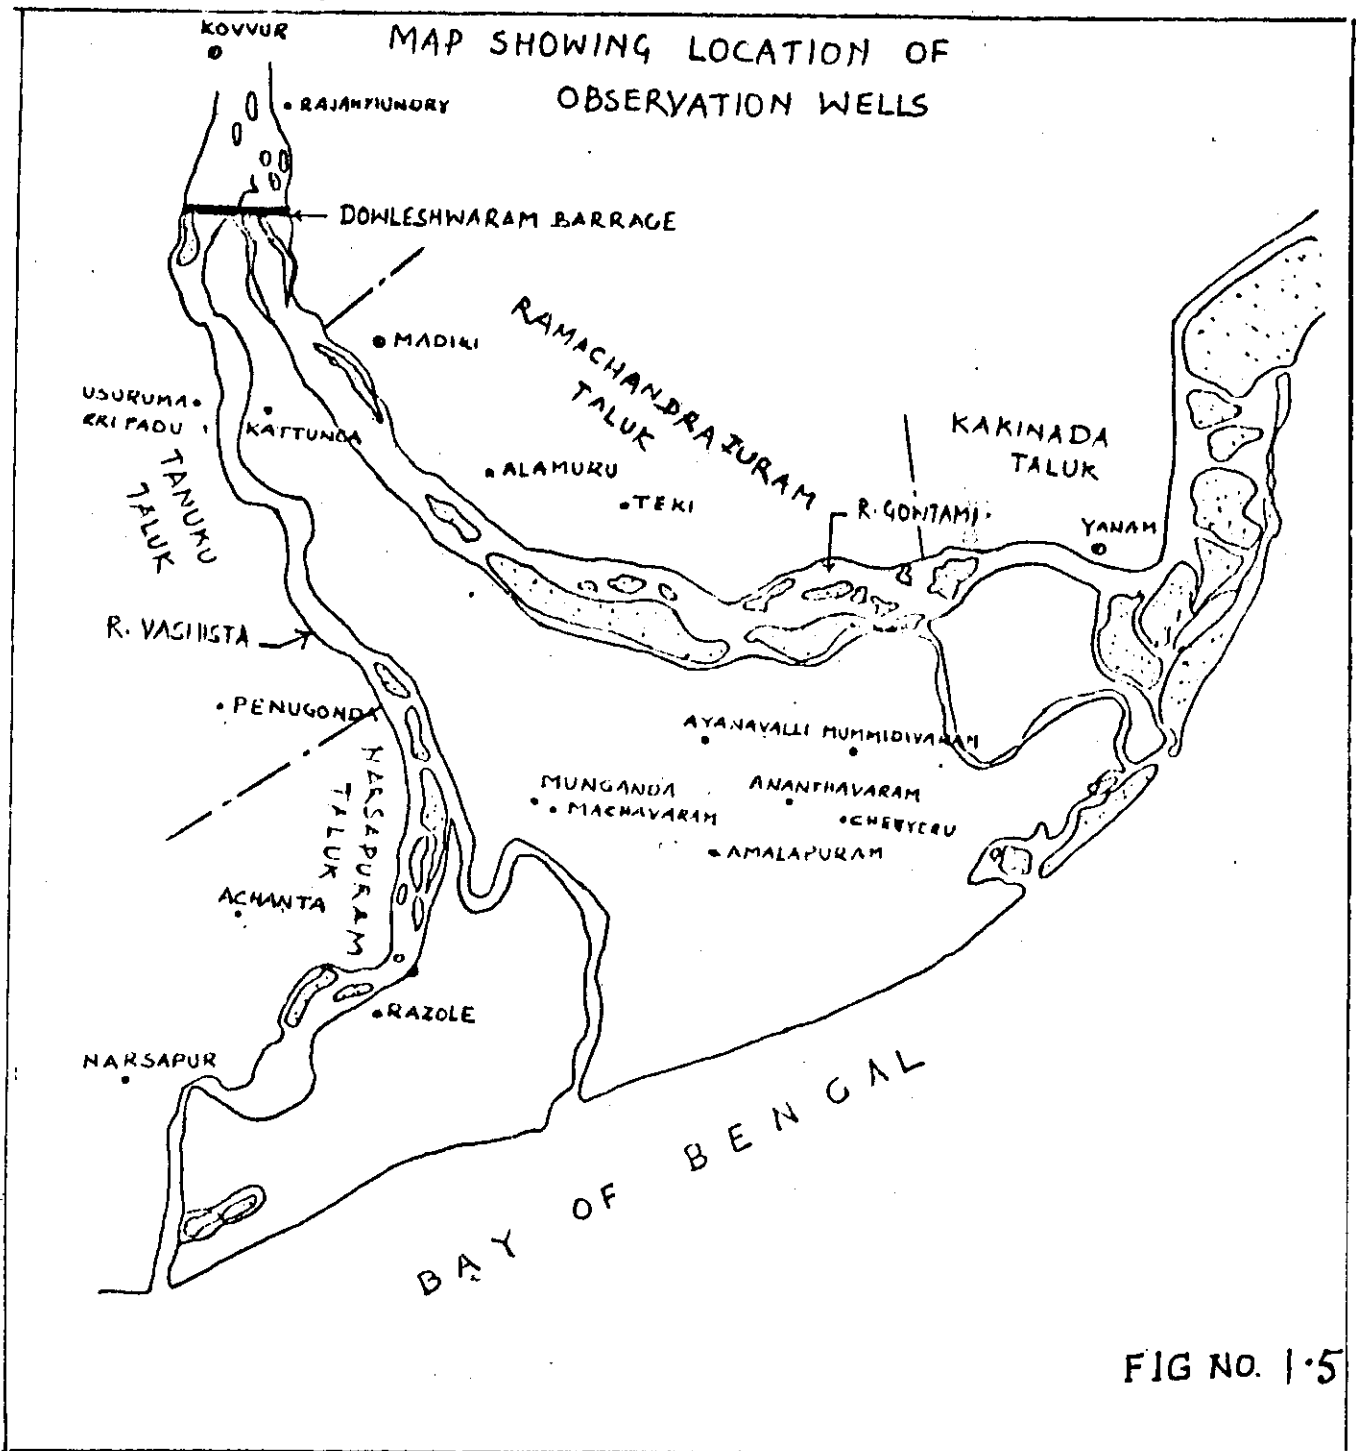 KOVVUR
MAP SHOWING LOCATION OF
OBSERVATION WELLS
RAJAHMUNDRY
DOWLESHWARAM BARRAGE
MADIKI
RAMACHANDRAPURAM
TALUK
USURUMA
RRIPADU
KATTUNGA
KAKINADA
TALUK
TANUKU
TALUK
ALAMURU
TEKI
R. GONTAMI
YANAM
R. VASHISTA
PENUGONDA
AYANAVALLI MUMMIDIVARAM
NARSAPURAM
TALUK
MUNGANDA
MACHAVARAM
ANANTHAVARAM
CHEYYERU
AMALAPURAM
ACHANTA
RAZOLE
NARSAPUR
BAY OF BENGAL
FIG NO. 1.5